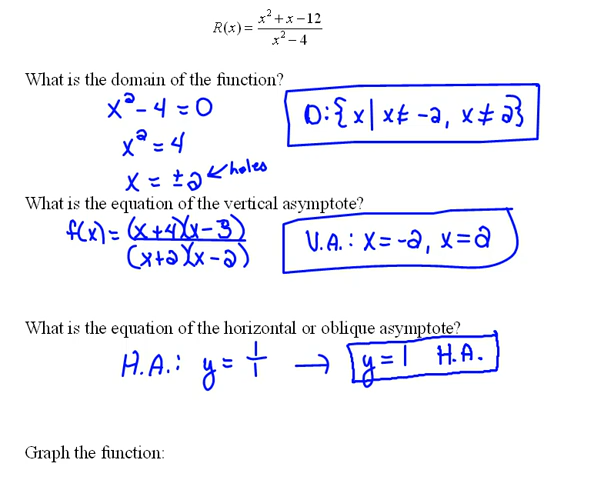 R(x) = x² + x − 12 / x² − 4
What is the domain of the function?
x² - 4 = 0
D: {x | x ≠ -2, x ≠ 2}
x² = 4
x = ±2 ← holes
What is the equation of the vertical asymptote?
f(x) = (x+4)(x-3) / (x+2)(x-2)
V.A.: x = -2, x = 2
What is the equation of the horizontal or oblique asymptote?
H.A.: y = 1/1 → y = 1 H.A.
Graph the function: